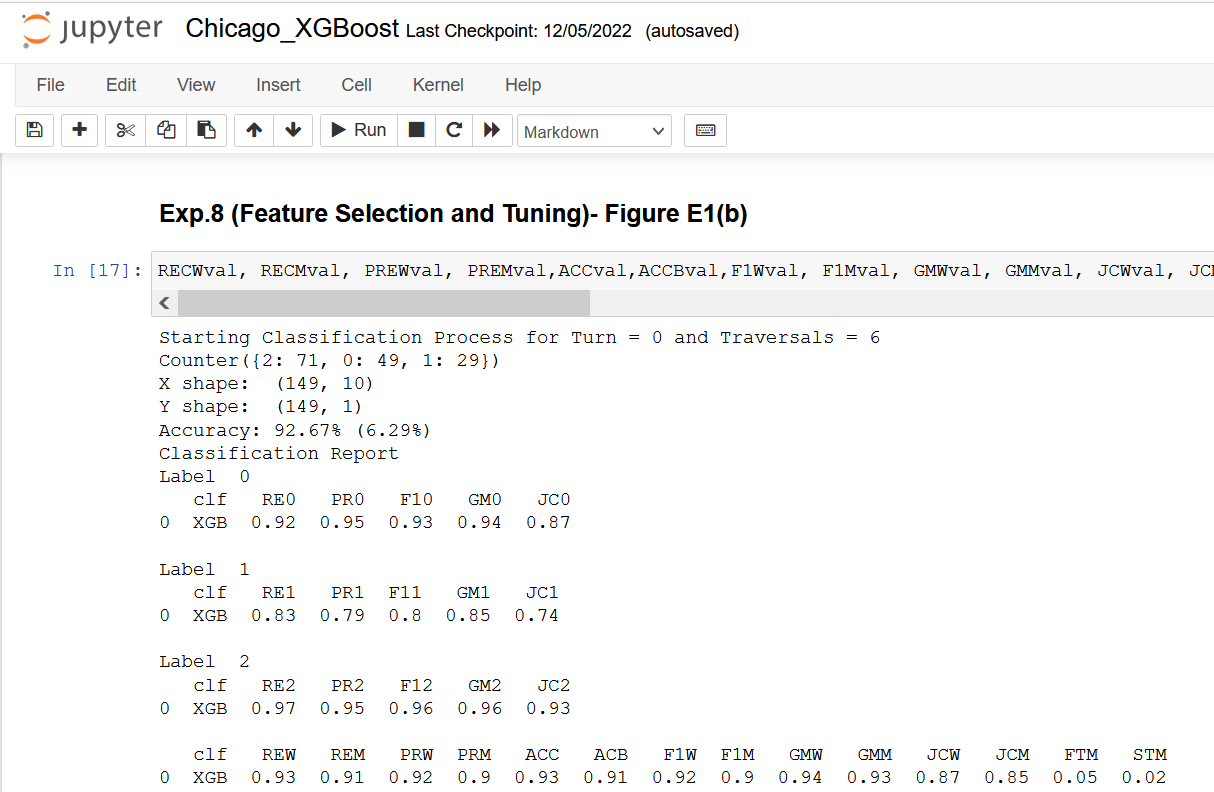 jupyter Chicago_XGBoost Last Checkpoint: 12/05/2022 (autosaved)
File Edit View Insert Cell Kernel Help
Run Markdown
Exp.8 (Feature Selection and Tuning)- Figure E1(b)
In [17]: RECWval, RECMval, PREWval, PREMval,ACCval,ACCBval,F1Wval, F1Mval, GMWval, GMMval, JCWval,
Starting Classification Process for Turn = 0 and Traversals = 6
Counter({2: 71, 0: 49, 1: 29})
X shape: (149, 10)
Y shape: (149, 1)
Accuracy: 92.67% (6.29%)
Classification Report
Label 0
clf RE0 PR0 F10 GM0 JC0
0 XGB 0.92 0.95 0.93 0.94 0.87
Label 1
clf RE1 PR1 F11 GM1 JC1
0 XGB 0.83 0.79 0.8 0.85 0.74
Label 2
clf RE2 PR2 F12 GM2 JC2
0 XGB 0.97 0.95 0.96 0.96 0.93
clf REW REM PRW PRM ACC ACB F1W F1M GMW GMM JCW JCM FTM STM
0 XGB 0.93 0.91 0.92 0.9 0.93 0.91 0.92 0.9 0.94 0.93 0.87 0.85 0.05 0.02